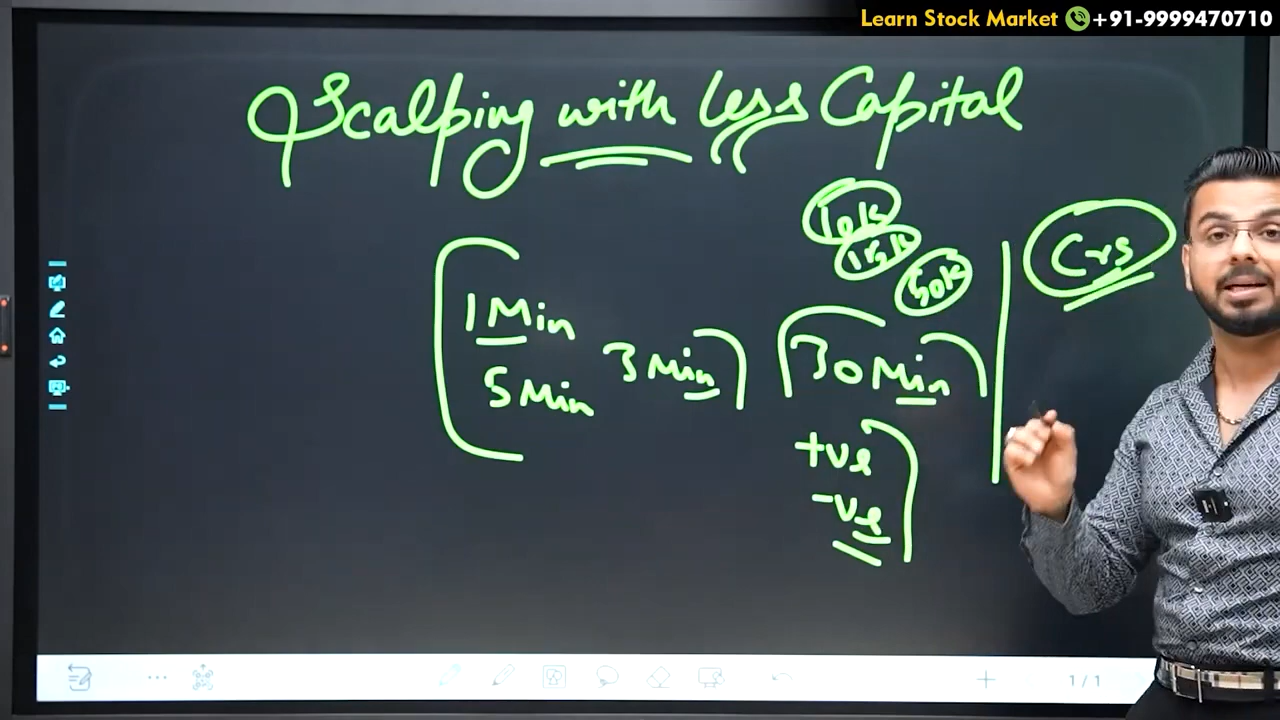 Learn Stock Market +91-9999470710
Scalping with Less Capital
10k
15k
50k
Crs
1 Min
3 Min
5 Min
30 Min
+ve
-ve
1 / 1